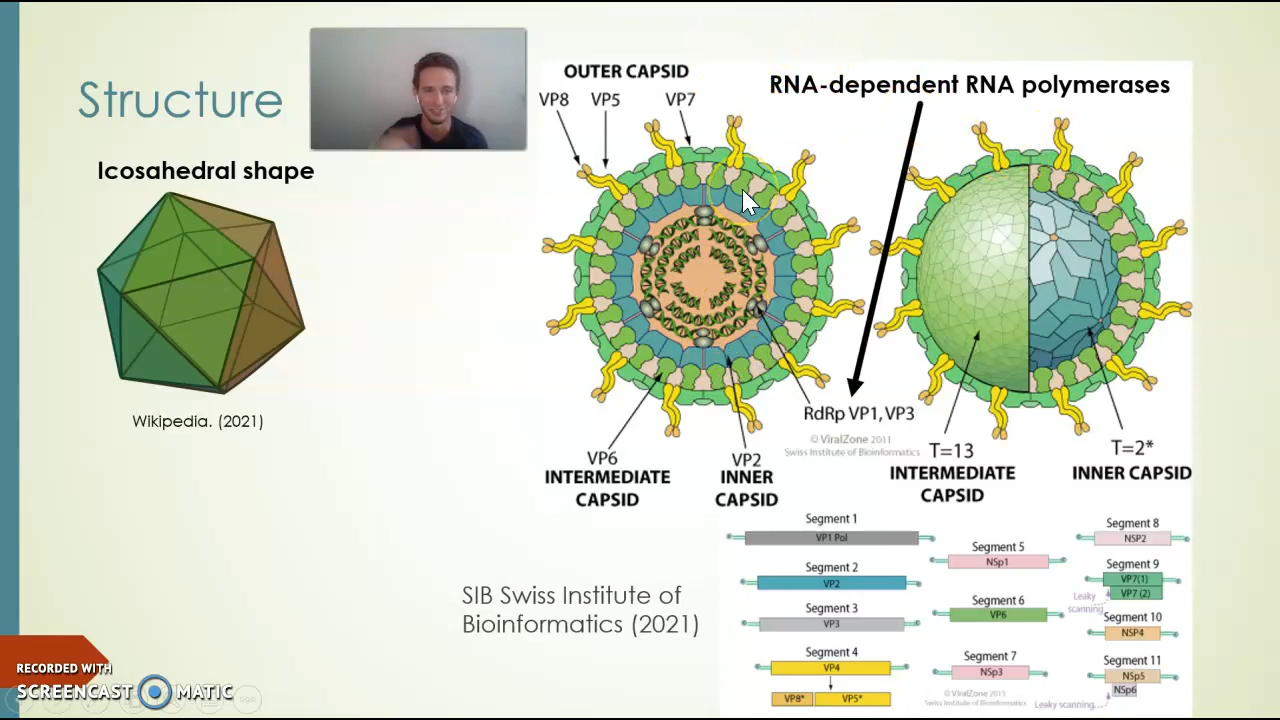 Structure
Icosahedral shape
Wikipedia. (2021)
OUTER CAPSID
VP8 VP5 VP7
RNA-dependent RNA polymerases
RdRp VP1, VP3
© ViralZone 2011
Swiss Institute of Bioinformatics
VP6
INTERMEDIATE
CAPSID
VP2
INNER
CAPSID
T=13
INTERMEDIATE
CAPSID
T=2*
INNER CAPSID
SIB Swiss Institute of
Bioinformatics (2021)
Segment 1
VP1 Pol
Segment 2
VP2
Segment 3
VP3
Segment 4
VP4
VP8* VP5*
Segment 5
NSp1
Segment 6
VP6
Segment 7
NSp3
© ViralZone 2011
Swiss Institute of Bioinformatics
Segment 8
NSP2
Segment 9
VP7(1)
VP7 (2)
Leaky
scanning
Segment 10
NSP4
Segment 11
NSp5
NSp6
Leaky scanning...
RECORDED WITH
SCREENCAST MATIC